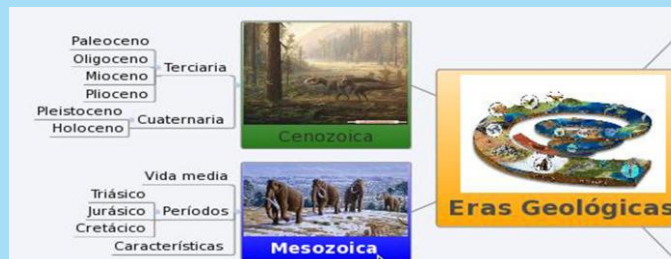 Paleoceno
Oligoceno
Mioceno
Plioceno
Terciaria
Pleistoceno
Holoceno
Cuaternaria
Cenozoica
Vida media
Triásico
Jurásico
Cretácico
Períodos
Características
Mesozoica
Eras Geológicas